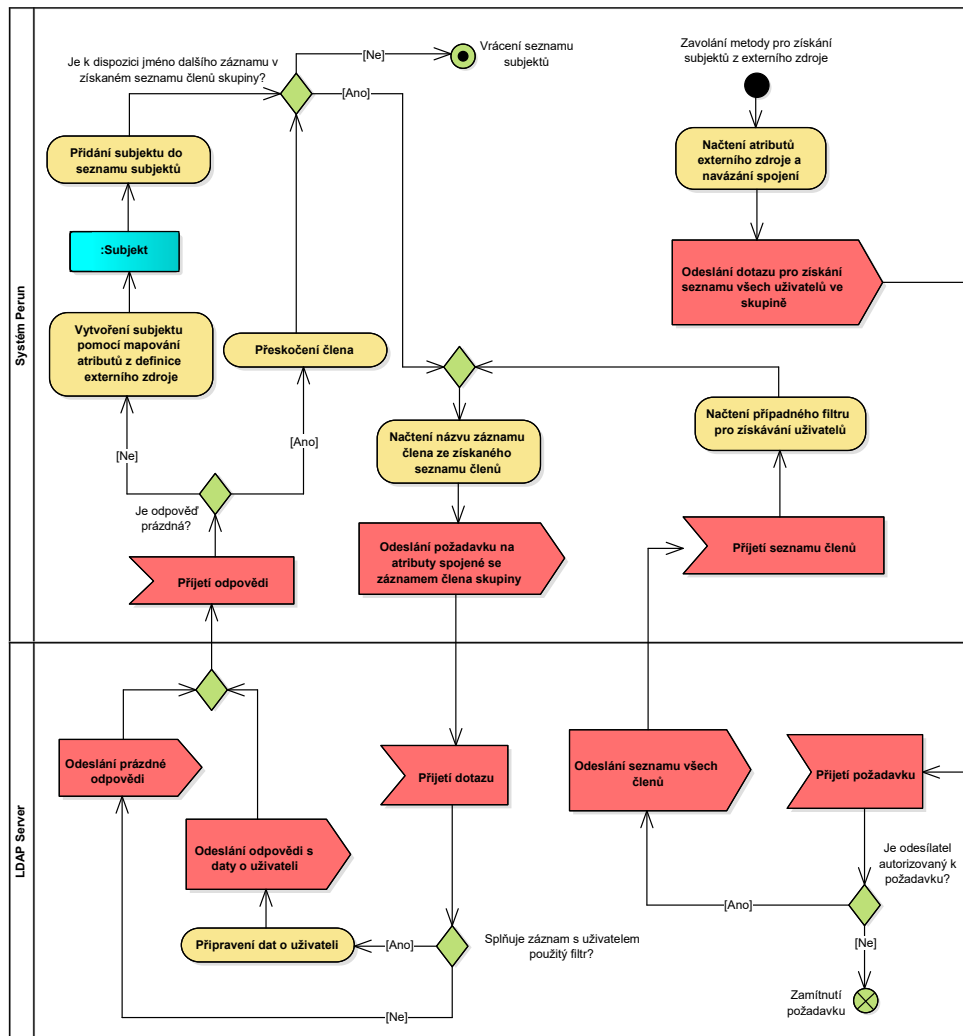 Systém Perun
Je k dispozici jméno dalšího záznamu v
získaném seznamu členů skupiny?
[Ne]
Vrácení seznamu
subjektů
[Ano]
Zavolání metody pro získání
subjektů z externího zdroje
Načtení atributů
externího zdroje a
navázání spojení
Přidání subjektu do
seznamu subjektů
:Subjekt
Odeslání dotazu pro získání
seznamu všech uživatelů ve
skupině
Vytvoření subjektu
pomocí mapování
atributů z definice
externího zdroje
Přeskočení člena
Načtení případného filtru
pro získávání uživatelů
Načtení názvu záznamu
člena ze získaného
seznamu členů
[Ne]
[Ano]
Je odpověď
prázdná?
Příjetí odpovědi
Odeslání požadavku na
atributy spojené se
záznamem člena skupiny
Příjetí seznamu členů
LDAP Server
Odeslání prázdné
odpovědi
Přijetí dotazu
Odeslání seznamu všech
členů
Přijetí požadavku
Odeslání odpovědi s
daty o uživateli
Je odesílatel
autorizovaný k
požadavku?
[Ano]
[Ne]
Připravení dat o uživateli
[Ano]
Splňuje záznam s uživatelem
použitý filtr?
[Ne]
Zamítnutí
požadavku